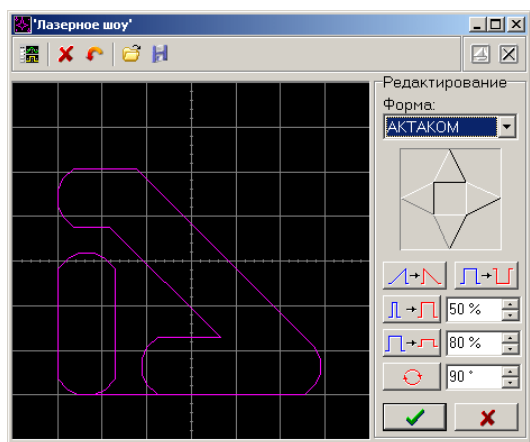 'Лазерное шоу'
Редактирование
Форма:
АКТАКОМ
50 %
80 %
90 °